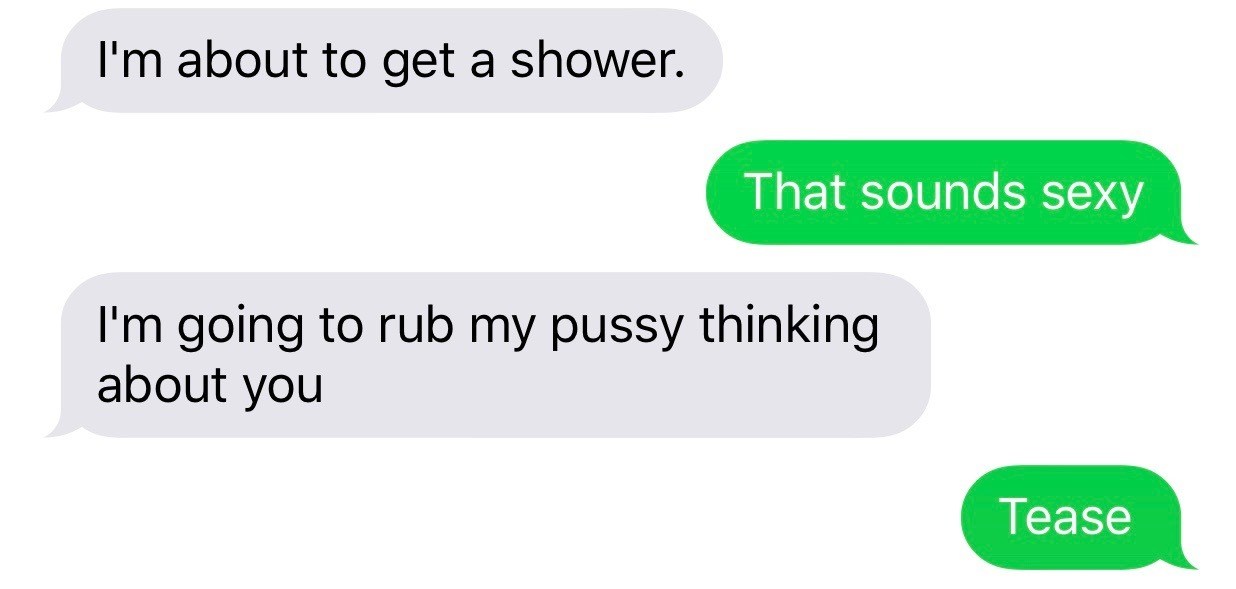 I'm about to get a shower.
That sounds sexy
I'm going to rub my pussy thinking
about you
Tease